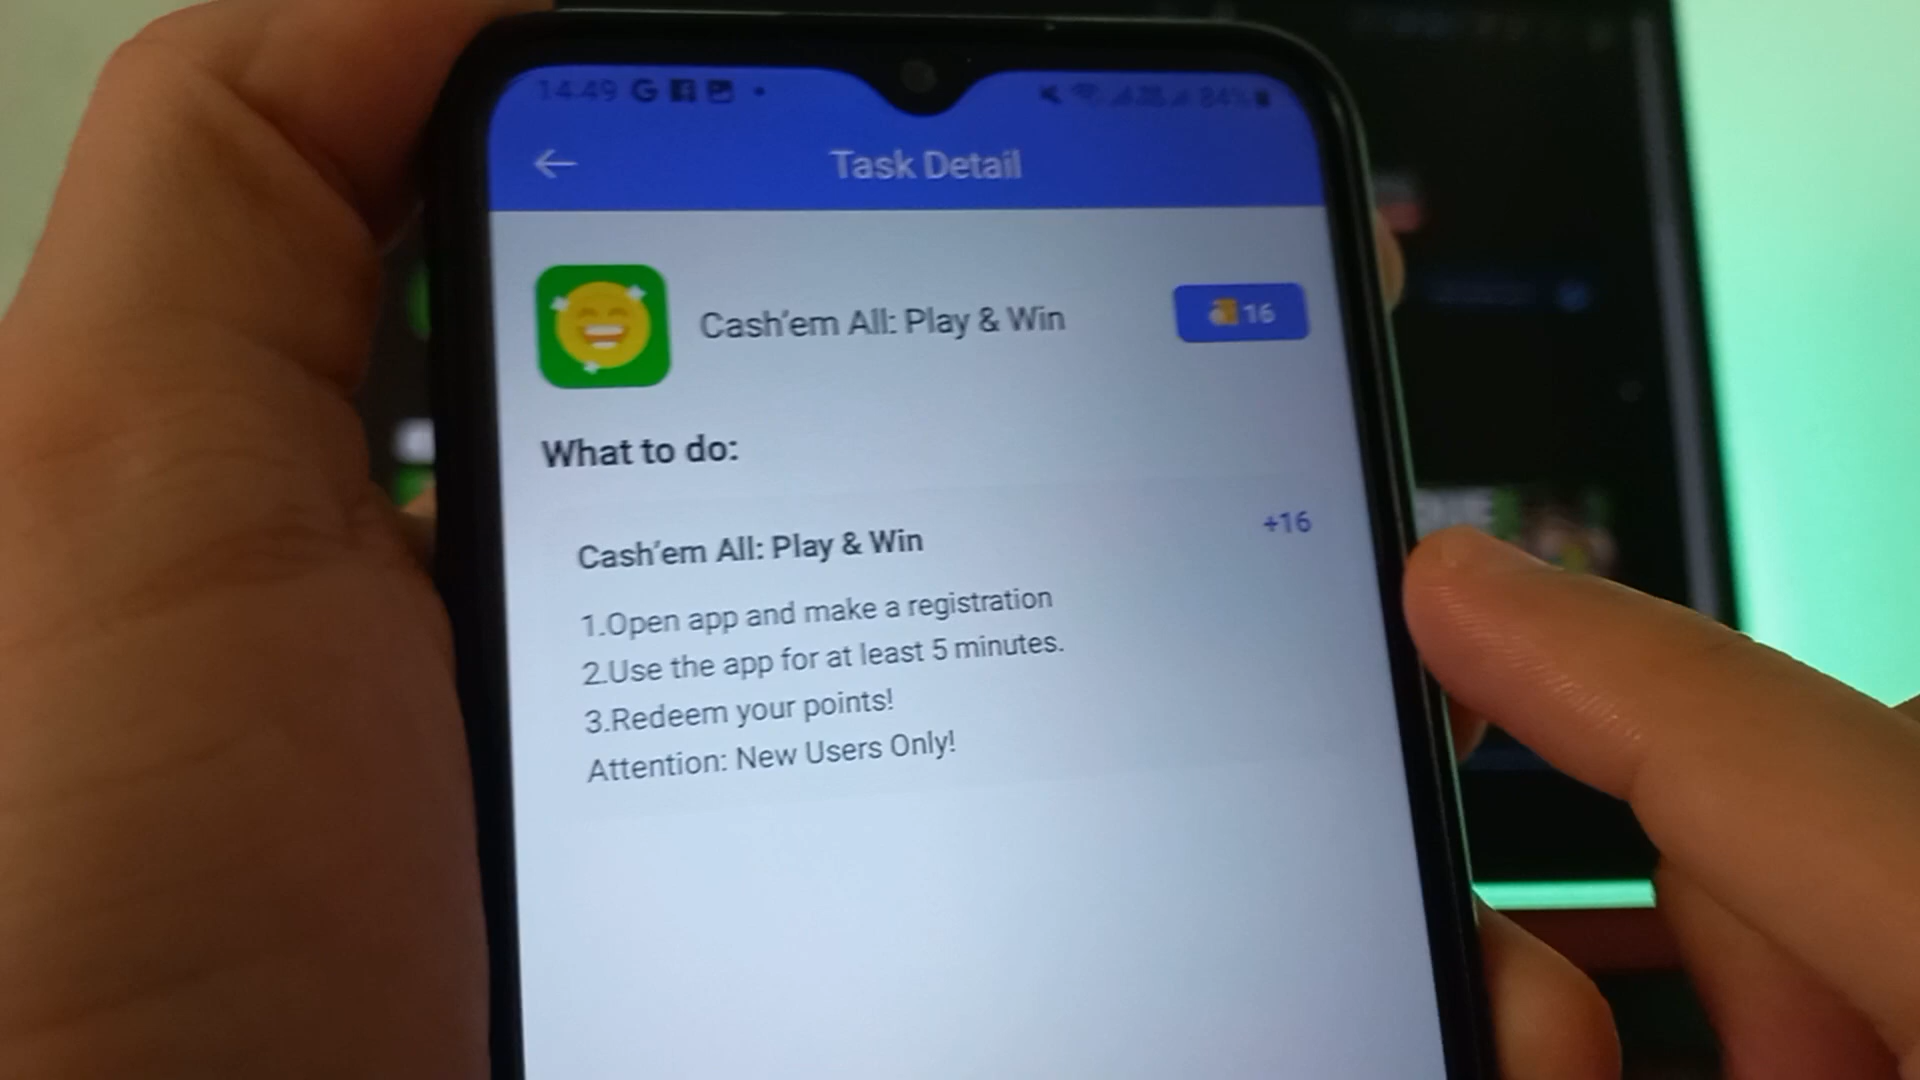 14:49 84%
Task Detail
Cash'em All: Play & Win 16
What to do:
Cash'em All: Play & Win +16
1.Open app and make a registration
2.Use the app for at least 5 minutes.
3.Redeem your points!
Attention: New Users Only!